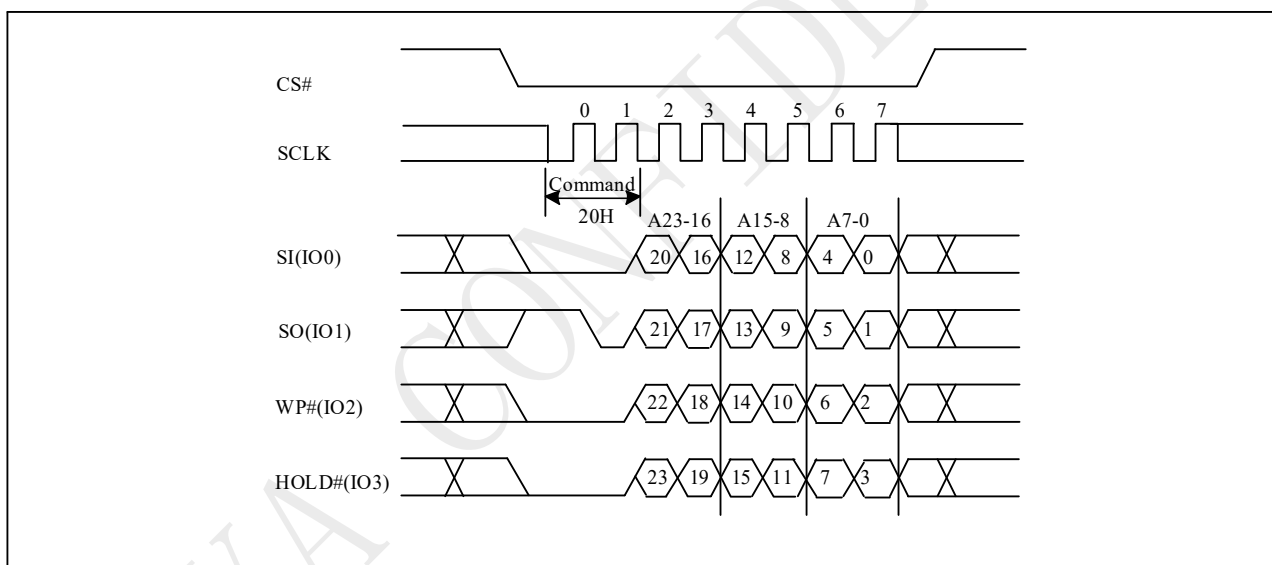 CS#
0 1 2 3 4 5 6 7
SCLK
Command
20H
A23-16 A15-8 A7-0
SI(IO0) 20 16 12 8 4 0
SO(IO1) 21 17 13 9 5 1
WP#(IO2) 22 18 14 10 6 2
HOLD#(IO3) 23 19 15 11 7 3